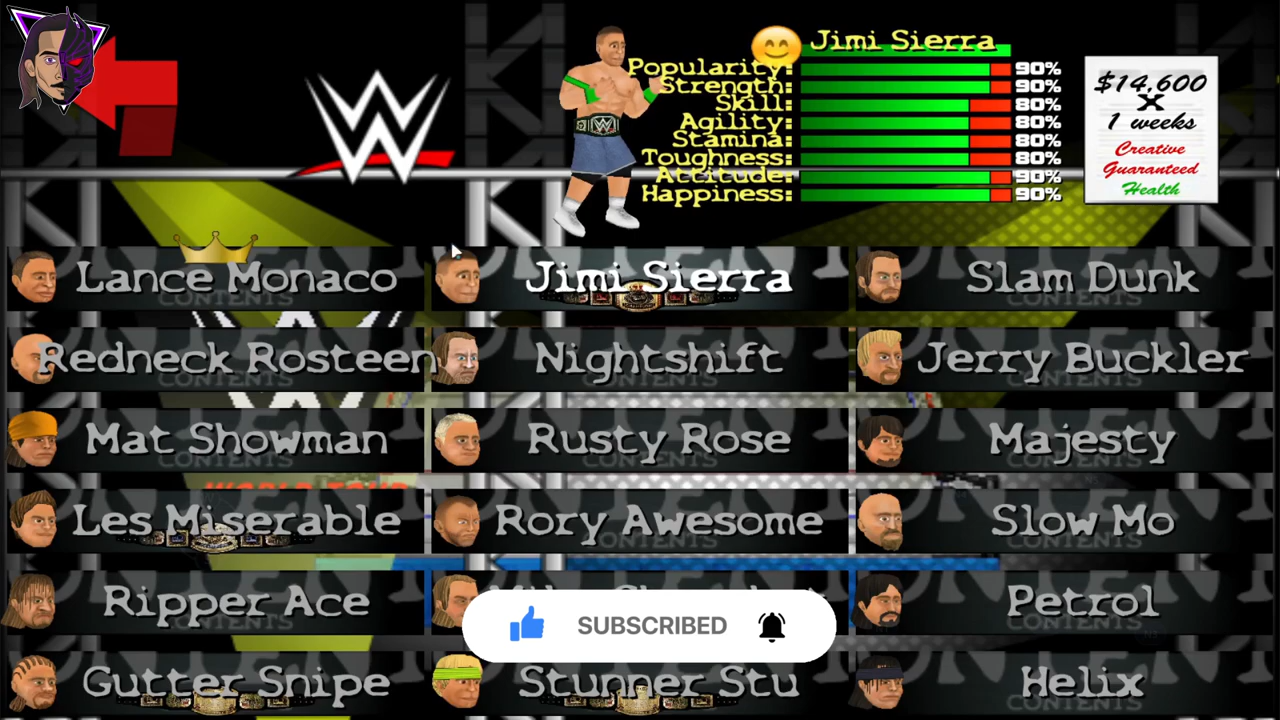 Jimi Sierra
Popularity: 90%
Strength: 90%
Skill: 80%
Agility: 80%
Stamina: 80%
Toughness: 80%
Attitude: 90%
Happiness: 90%
$14,600
X
1 weeks
Creative
Guaranteed
Health
Lance Monaco
Jimi Sierra
Slam Dunk
Redneck Rosteen
Nightshift
Jerry Buckler
Mat Showman
Rusty Rose
Majesty
WORLD TOUR
Les Miserable
Rory Awesome
Slow Mo
Ripper Ace
Petrol
SUBSCRIBED
Gutter Snipe
Stunner Stu
Helix